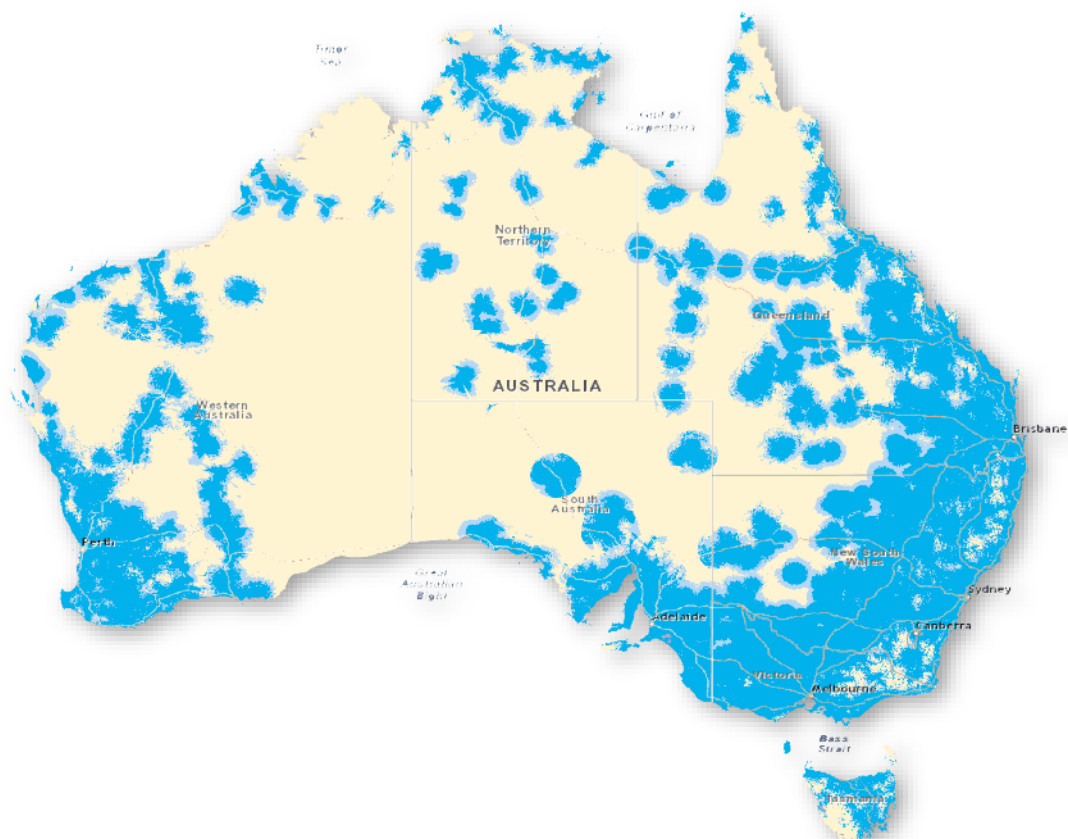 Timor
Sea
Gulf of
Carpentaria
Northern
Territory
Queensland
AUSTRALIA
Western
Australia
Brisbane
South
Australia
Perth
New South
Wales
Great
Australian
Bight
Sydney
Adelaide
Canberra
Victoria
Melbourne
Bass
Strait
Tasmania